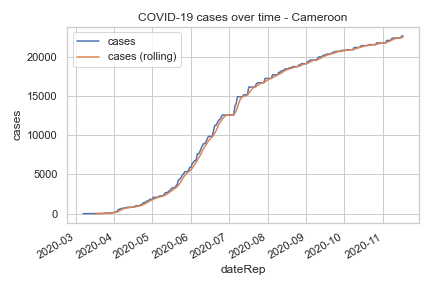 COVID-19 cases over time - Cameroon
cases
cases (rolling)
20000
15000
10000
5000
0
cases
2020-03
2020-04
2020-05
2020-06
2020-07
2020-08
2020-09
2020-10
2020-11
dateRep